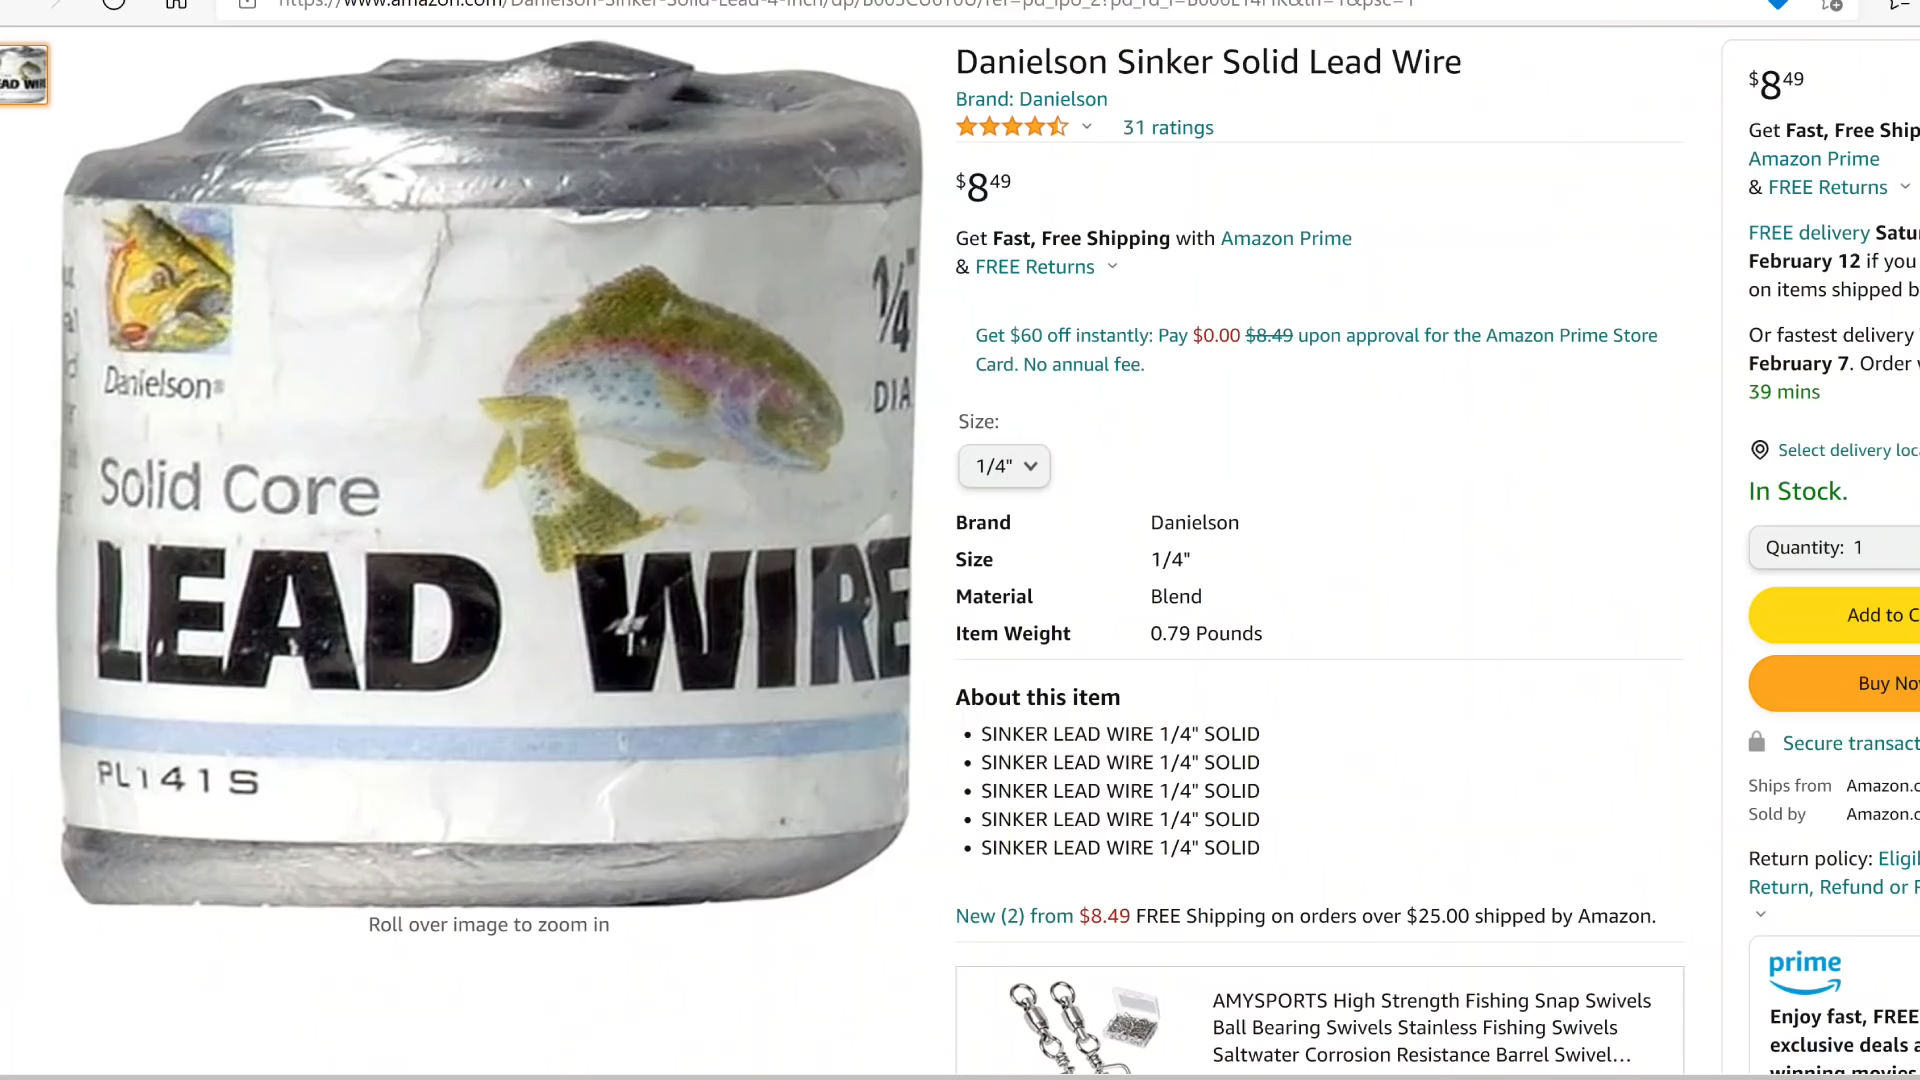 Danielson Sinker Solid Lead Wire
Brand: Danielson
31 ratings
$8 49
Get Fast, Free Shipping with Amazon Prime
& FREE Returns
Get $60 off instantly: Pay $0.00 $8.49 upon approval for the Amazon Prime Store
Card. No annual fee.
Size:
1/4"
Brand Danielson
Size 1/4"
Material Blend
Item Weight 0.79 Pounds
About this item
• SINKER LEAD WIRE 1/4" SOLID
• SINKER LEAD WIRE 1/4" SOLID
• SINKER LEAD WIRE 1/4" SOLID
• SINKER LEAD WIRE 1/4" SOLID
• SINKER LEAD WIRE 1/4" SOLID
New (2) from $8.49 FREE Shipping on orders over $25.00 shipped by Amazon.
AMYSPORTS High Strength Fishing Snap Swivels
Ball Bearing Swivels Stainless Fishing Swivels
Saltwater Corrosion Resistance Barrel Swivel...
1/4"
DIA
Danielson®
Solid Core
LEAD WIRE
PL141S
Roll over image to zoom in
$8 49
Get Fast, Free Ship
Amazon Prime
& FREE Returns
FREE delivery Satu
February 12 if you
on items shipped b
Or fastest delivery
February 7. Order
39 mins
Select delivery loc
In Stock.
Quantity: 1
Add to C
Buy No
Secure transact
Ships from Amazon.c
Sold by Amazon.c
Return policy: Eligi
Return, Refund or
prime
Enjoy fast, FREE
exclusive deals a